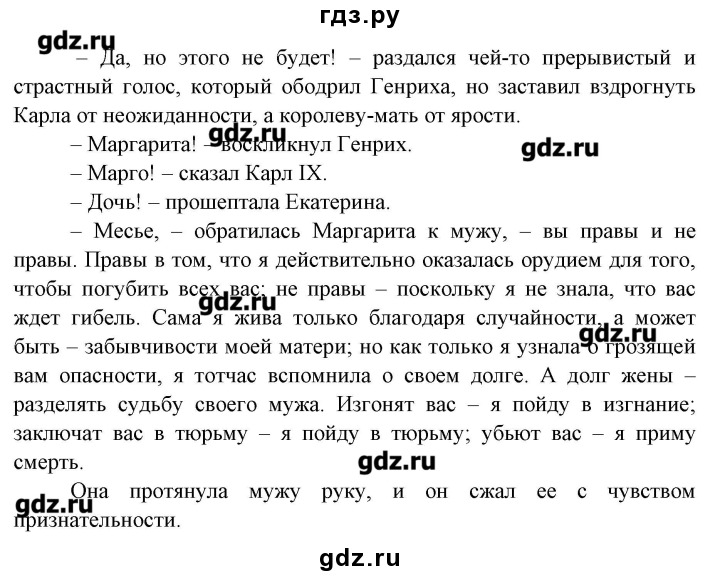 гдз.ру
gdz.ru
– Да, но этого не будет! – раздался чей-то прерывистый и
gdz.ru
страстный голос, который ободрил Генриха, но заставил вздрогнуть
Карла от неожиданности, а королеву-мать от ярости.
gdz.ru
– Маргарита! – воскликнул Генрих.
gdz.ru
– Марго! – сказал Карл IX.
– Дочь! – прошептала Екатерина.
– Месье, – обратилась Маргарита к мужу, – вы правы и не
правы. Правы в том, что я действительно оказалась орудием для того,
чтобы погубить всех вас; не правы – поскольку я не знала, что вас
gdz.ru
ждет гибель. Сама я жива только благодаря случайности, а может
gdz.ru
быть – забывчивости моей матери; но как только я узнала о грозящей
вам опасности, я тотчас вспомнила о своем долге. А долг жены –
разделять судьбу своего мужа. Изгонят вас – я пойду в изгнание;
заключат вас в тюрьму – я пойду в тюрьму; убьют вас – я приму
смерть.
gdz.ru
Она протянула мужу руку, и он сжал ее с чувством
gdz.ru
признательности.
gdz.ru